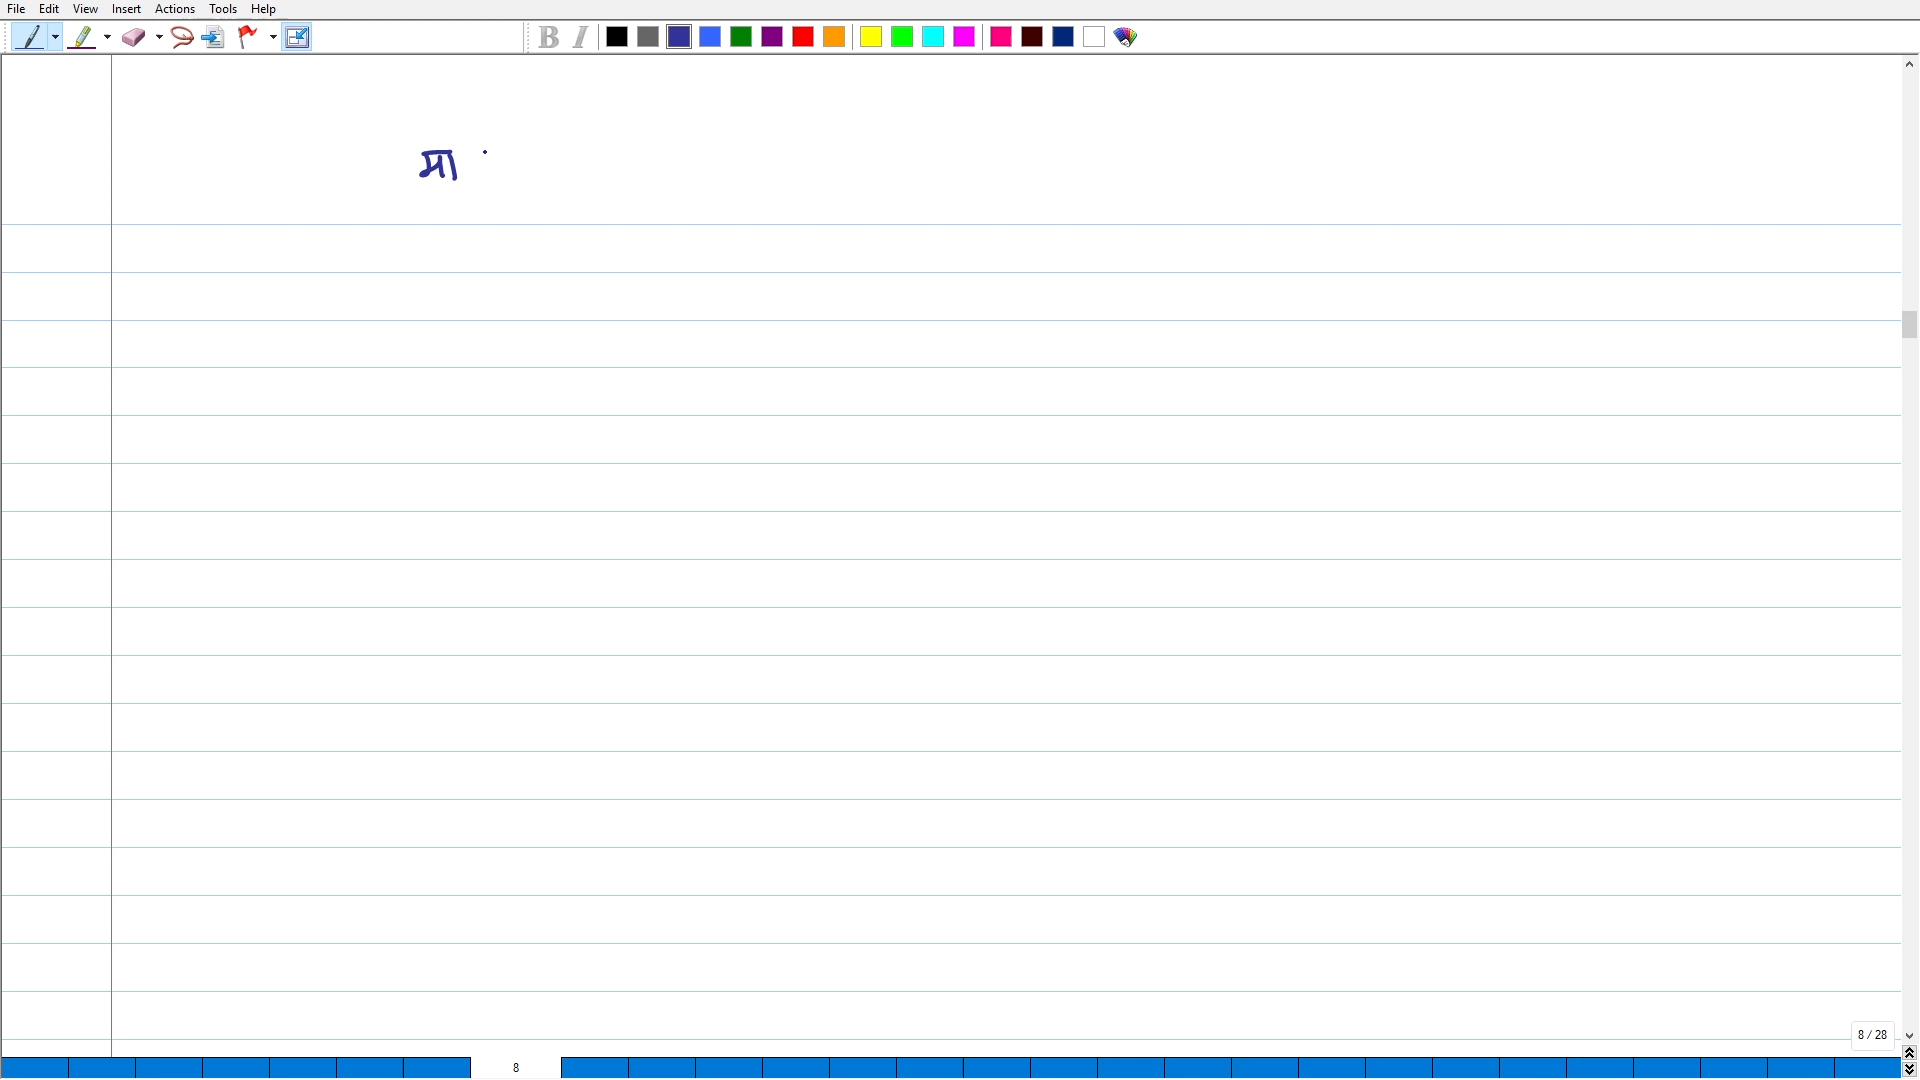 File Edit View Insert Actions Tools Help
B I
मा
8 / 28
8